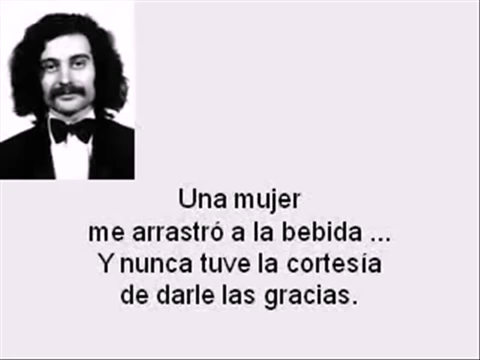 Una mujer
me arrastró a la bebida ...
Y nunca tuve la cortesía
de darle las gracias.